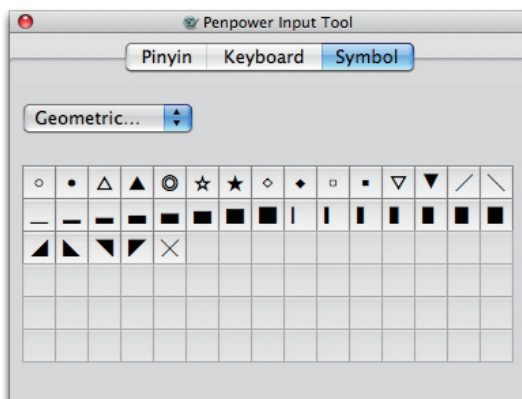 Penpower Input Tool
Pinyin Keyboard Symbol
Geometric...
○ ● △ ▲ ◎ ☆ ★ ◇ ◆ □ ■ ▽ ▼ ╱ ╲
▁ ▂ ▃ ▄ ▅ ▆ ▇ █ ▏ ▎ ▍ ▌ ▋ ▊ ▉
◢ ◣ ◥ ◤ ╳